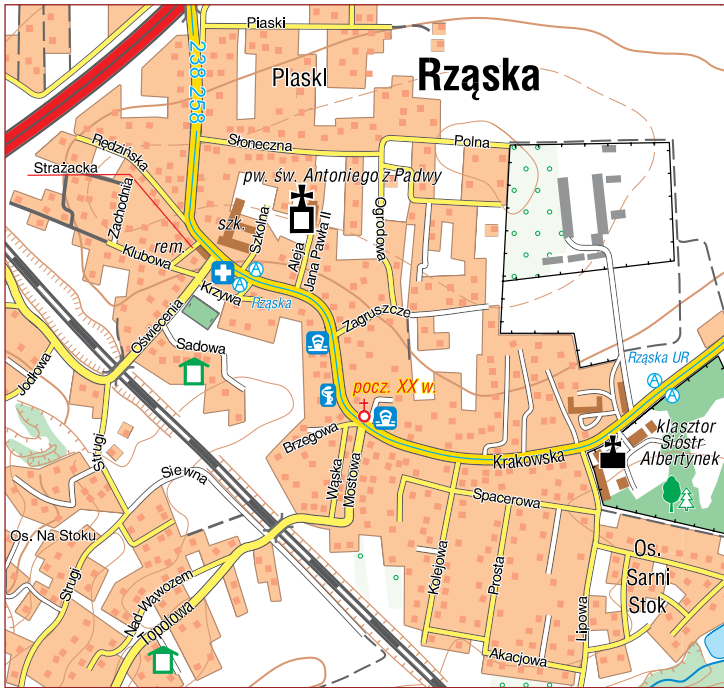 Piaski
238 258
Plaskl
Rząska
Rędzińska
Słoneczna
Polna
Strażacka
pw. św. Antoniego z Padwy
Zachodnia
szk.
Szkolna
Aleja
Jana Pawła II
Ogrodowa
rem.
Klubowa
Krzywa
A
A
Rząska
Oświecenia
Zagruszcze
Sadowa
Rząska UR
A
A
Jodłowa
pocz. XX w.
klasztor
Sióstr
Albertynek
Brzegowa
Strugi
Krakowska
Siewna
Wąska
Mostowa
Spacerowa
Os. Na Stoku
Os.
Sarni
Stok
Strugi
Nad-Wąwozem
Topolowa
Kolejowa
Prosta
Lipowa
Akacjowa